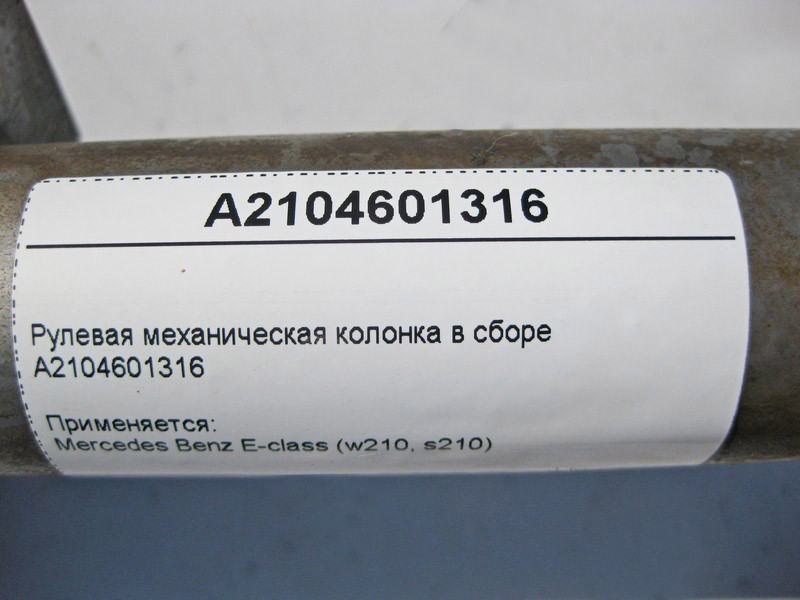 A2104601316
Рулевая механическая колонка в сборе
A2104601316
Применяется:
Mercedes Benz E-class (w210, s210)